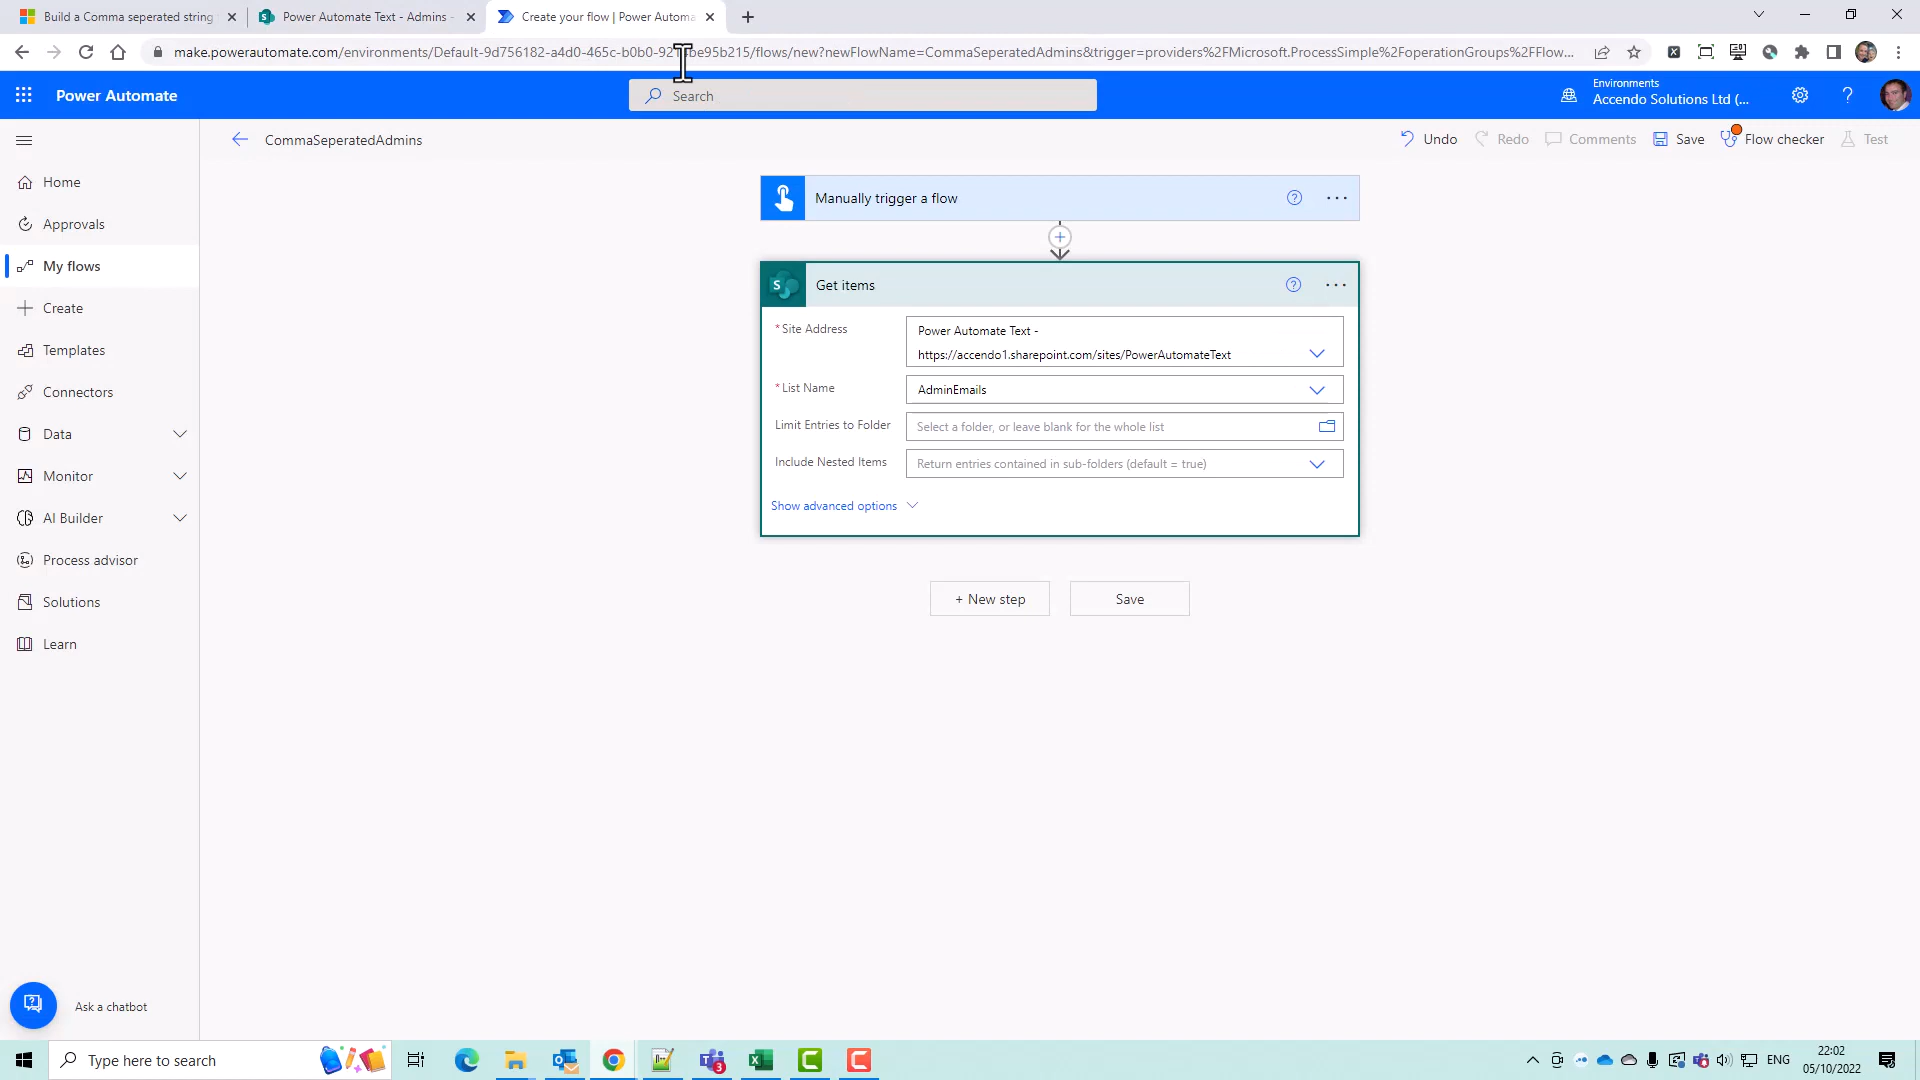 Build a Comma seperated string
Power Automate Text - Admins -
Create your flow | Power Automa
make.powerautomate.com/environments/Default-9d756182-a4d0-465c-b0b0-92 be95b215/flows/new?newFlowName=CommaSeperatedAdmins&trigger=providers%2FMicrosoft.ProcessSimple%2FoperationGroups%2FFlow...
Power Automate
Search
Environments
Accendo Solutions Ltd (...
CommaSeperatedAdmins
Undo
Redo
Comments
Save
Flow checker
Test
Home
Approvals
My flows
Create
Templates
Connectors
Data
Monitor
AI Builder
Process advisor
Solutions
Learn
Manually trigger a flow
Get items
*Site Address
Power Automate Text -
https://accendo1.sharepoint.com/sites/PowerAutomateText
*List Name
AdminEmails
Limit Entries to Folder
Select a folder, or leave blank for the whole list
Include Nested Items
Return entries contained in sub-folders (default = true)
Show advanced options
+ New step
Save
Ask a chatbot
Type here to search
3
ENG
22:02
05/10/2022